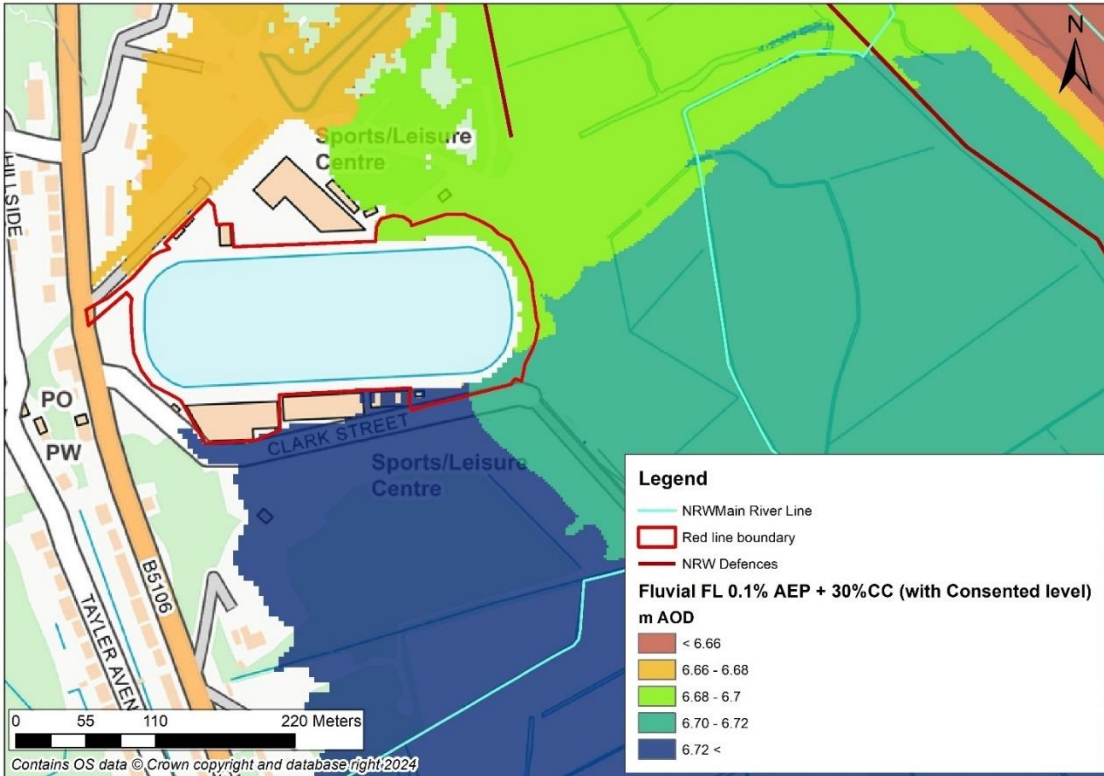 N
Sports/Leisure
Centre
HILLSIDE
PO
PW
CLARK STREET
Sports/Leisure
Centre
B5106
TAYLER AVEN
0 55 110 220 Meters
Contains OS data © Crown copyright and database right 2024
Legend
NRWMain River Line
Red line boundary
NRW Defences
Fluvial FL 0.1% AEP + 30%CC (with Consented level)
m AOD
< 6.66
6.66 - 6.68
6.68 - 6.7
6.70 - 6.72
6.72 <